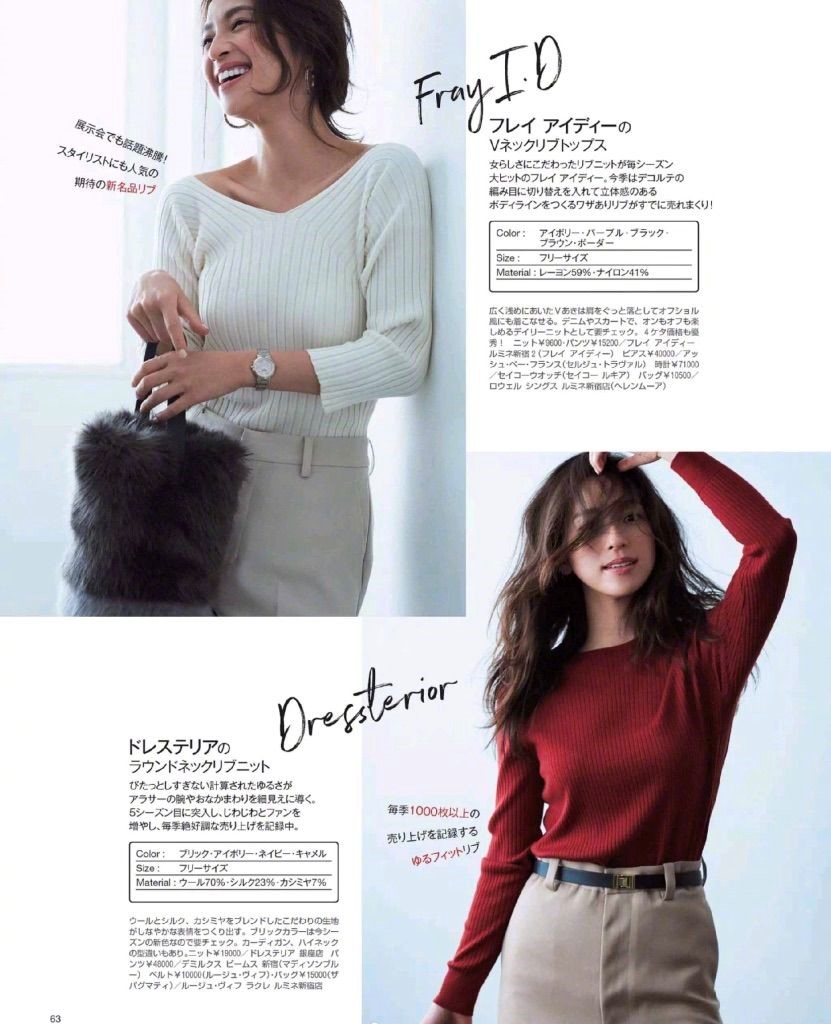 展示会でも話題沸騰!
スタイリストにも人気の
期待の新名品リブ
Fray I.D
フレイ アイディーの
Vネックリブトップス
女らしさにこだわったリブニットが毎シーズン
大ヒットのフレイ アイディー。今季はデコルテの
編み目に切り替えを入れて立体感のある
ボディラインをつくるワザありリブがすでに売れまくり!
Color : アイボリー・パープル・ブラック・
ブラウン・ボーダー
Size : フリーサイズ
Material : レーヨン59%・ナイロン41%
広く浅めにあいたVあきは肩をぐっと落としてオフショル
風にも着こなせる。デニムやスカートで、オンもオフも楽
しめるデイリーニットとして要チェック。4ケタ価格も優
秀! ニット¥9600・パンツ¥15200/フレイ アイディー
ルミネ新宿2(フレイ アイディー) ピアス¥40000/アッ
シュ・ペー・フランス(セルジュ・トラヴァル) 時計¥71000
/セイコーウオッチ(セイコー ルキア) バッグ¥10500/
ロウェル シングス ルミネ新宿店(ヘレンムーア)
Dressterior
ドレステリアの
ラウンドネックリブニット
ぴたっとしすぎない計算されたゆるさが
アラサーの腕やおなかまわりを細見えに導く。
5シーズン目に突入し、じわじわとファンを
増やし、毎季絶好調な売り上げを記録中。
Color : ブリック・アイボリー・ネイビー・キャメル
Size : フリーサイズ
Material : ウール70%・シルク23%・カシミヤ7%
ウールとシルク、カシミヤをブレンドしたこだわりの生地
がしなやかな表情をつくり出す。ブリックカラーは今シー
ズンの新色なので要チェック。カーディガン、ハイネック
の型違いもあり。ニット¥19000/ドレステリア 銀座店 パ
ンツ¥48000/デミルクス ビームス 新宿(マディソンブル
ー) ベルト¥10000(ルージュ・ヴィフ)・バッグ¥15000(ザ
バグマティ)/ルージュ・ヴィフ ラクレ ルミネ新宿店
毎季1000枚以上の
売り上げを記録する
ゆるフィットリブ
63